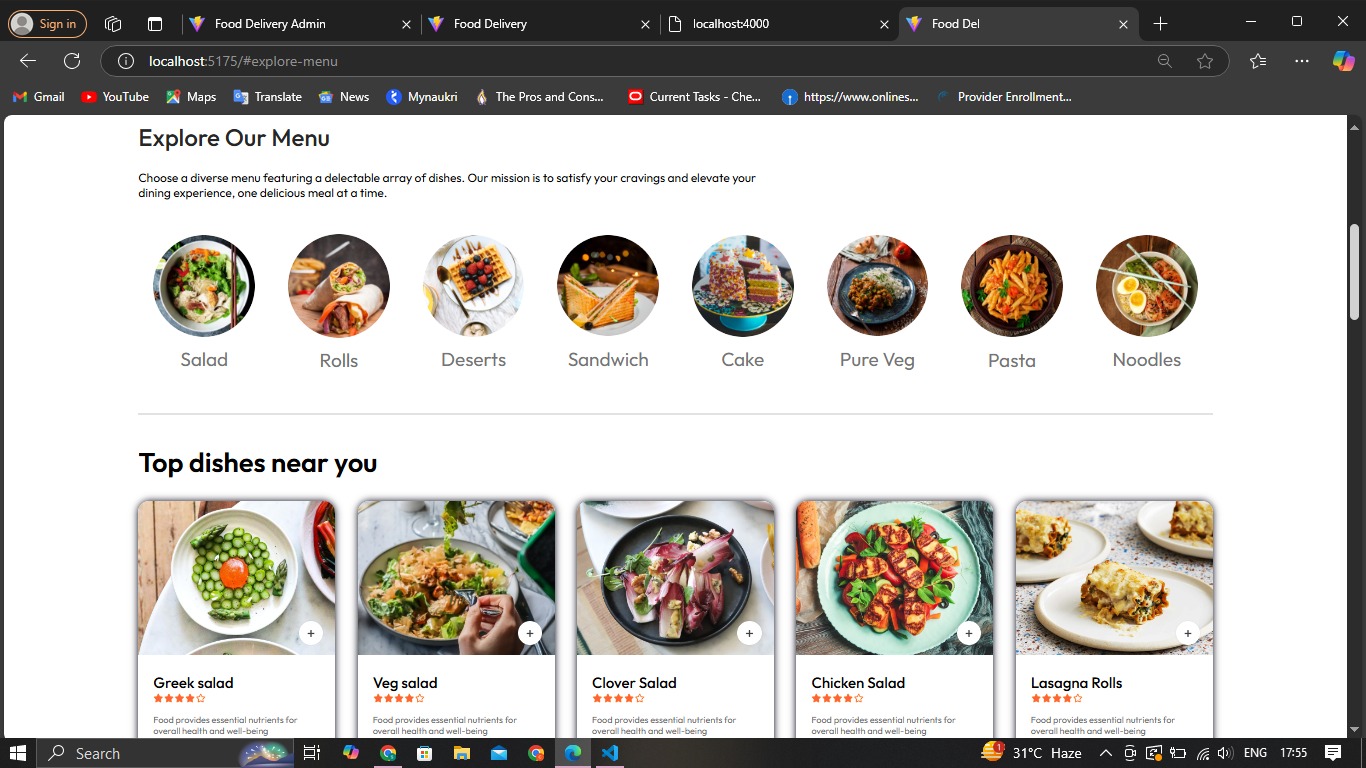 Sign in
Food Delivery Admin
Food Delivery
localhost:4000
Food Del
localhost:5175/#explore-menu
Gmail
YouTube
Maps
Translate
News
Mynaukri
The Pros and Cons...
Current Tasks - Che...
https://www.onlines...
Provider Enrollment...
Explore Our Menu
Choose a diverse menu featuring a delectable array of dishes. Our mission is to satisfy your cravings and elevate your
dining experience, one delicious meal at a time.
Salad
Rolls
Deserts
Sandwich
Cake
Pure Veg
Pasta
Noodles
Top dishes near you
Greek salad
Food provides essential nutrients for
overall health and well-being
Veg salad
Food provides essential nutrients for
overall health and well-being
Clover Salad
Food provides essential nutrients for
overall health and well-being
Chicken Salad
Food provides essential nutrients for
overall health and well-being
Lasagna Rolls
Food provides essential nutrients for
overall health and well-being
Search
1
31°C Haze
ENG
17:55